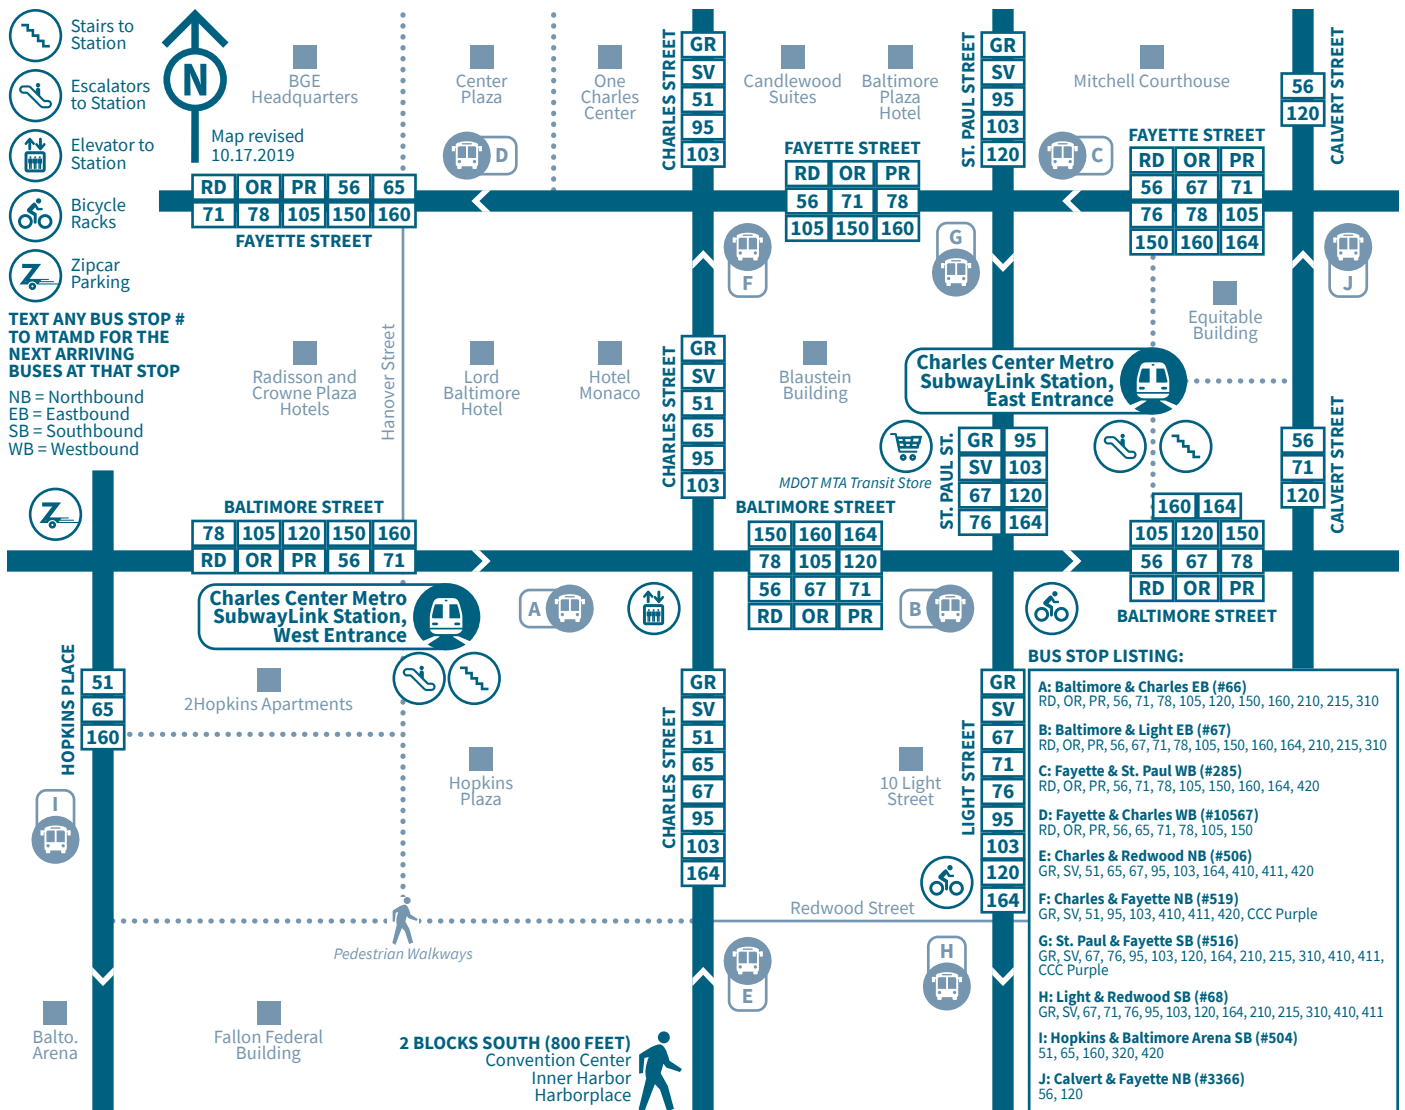 Stairs to
Station
Escalators
to Station
Elevator to
Station
Bicycle
Racks
Zipcar
Parking
N
Map revised
10.17.2019
TEXT ANY BUS STOP #
TO MTAMD FOR THE
NEXT ARRIVING
BUSES AT THAT STOP
NB = Northbound
EB = Eastbound
SB = Southbound
WB = Westbound
BGE
Headquarters
Center
Plaza
One
Charles
Center
Candlewood
Suites
Baltimore
Plaza
Hotel
Mitchell Courthouse
D
C
CHARLES STREET
GR
SV
51
95
103
ST. PAUL STREET
GR
SV
95
103
120
CALVERT STREET
56
120
RD OR PR 56 65
71 78 105 150 160
FAYETTE STREET
FAYETTE STREET
RD OR PR
56 71 78
105 150 160
FAYETTE STREET
RD OR PR
56 67 71
76 78 105
150 160 164
F
G
J
Equitable
Building
Hanover Street
Radisson and
Crowne Plaza
Hotels
Lord
Baltimore
Hotel
Hotel
Monaco
CHARLES STREET
GR
SV
51
65
95
103
Blaustein
Building
Charles Center Metro
SubwayLink Station,
East Entrance
MDOT MTA Transit Store
ST. PAUL ST.
GR 95
SV 103
67 120
76 164
CALVERT STREET
56
71
120
Z
BALTIMORE STREET
78 105 120 150 160
RD OR PR 56 71
BALTIMORE STREET
150 160 164
78 105 120
56 67 71
RD OR PR
160 164
105 120 150
56 67 78
RD OR PR
BALTIMORE STREET
Charles Center Metro
SubwayLink Station,
West Entrance
A
B
HOPKINS PLACE
51
65
160
2Hopkins Apartments
I
Hopkins
Plaza
CHARLES STREET
GR
SV
51
65
67
95
103
164
10 Light
Street
LIGHT STREET
GR
SV
67
71
76
95
103
120
164
Redwood Street
Pedestrian Walkways
E
H
Balto.
Arena
Fallon Federal
Building
2 BLOCKS SOUTH (800 FEET)
Convention Center
Inner Harbor
Harborplace
BUS STOP LISTING:
A: Baltimore & Charles EB (#66)
RD, OR, PR, 56, 71, 78, 105, 120, 150, 160, 210, 215, 310
B: Baltimore & Light EB (#67)
RD, OR, PR, 56, 67, 71, 78, 105, 150, 160, 164, 210, 215, 310
C: Fayette & St. Paul WB (#285)
RD, OR, PR, 56, 71, 78, 105, 150, 160, 164, 420
D: Fayette & Charles WB (#10567)
RD, OR, PR, 56, 65, 71, 78, 105, 150
E: Charles & Redwood NB (#506)
GR, SV, 51, 65, 67, 95, 103, 164, 410, 411, 420
F: Charles & Fayette NB (#519)
GR, SV, 51, 95, 103, 410, 411, 420, CCC Purple
G: St. Paul & Fayette SB (#516)
GR, SV, 67, 76, 95, 103, 120, 164, 210, 215, 310, 410, 411,
CCC Purple
H: Light & Redwood SB (#68)
GR, SV, 67, 71, 76, 95, 103, 120, 164, 210, 215, 310, 410, 411
I: Hopkins & Baltimore Arena SB (#504)
51, 65, 160, 320, 420
J: Calvert & Fayette NB (#3366)
56, 120